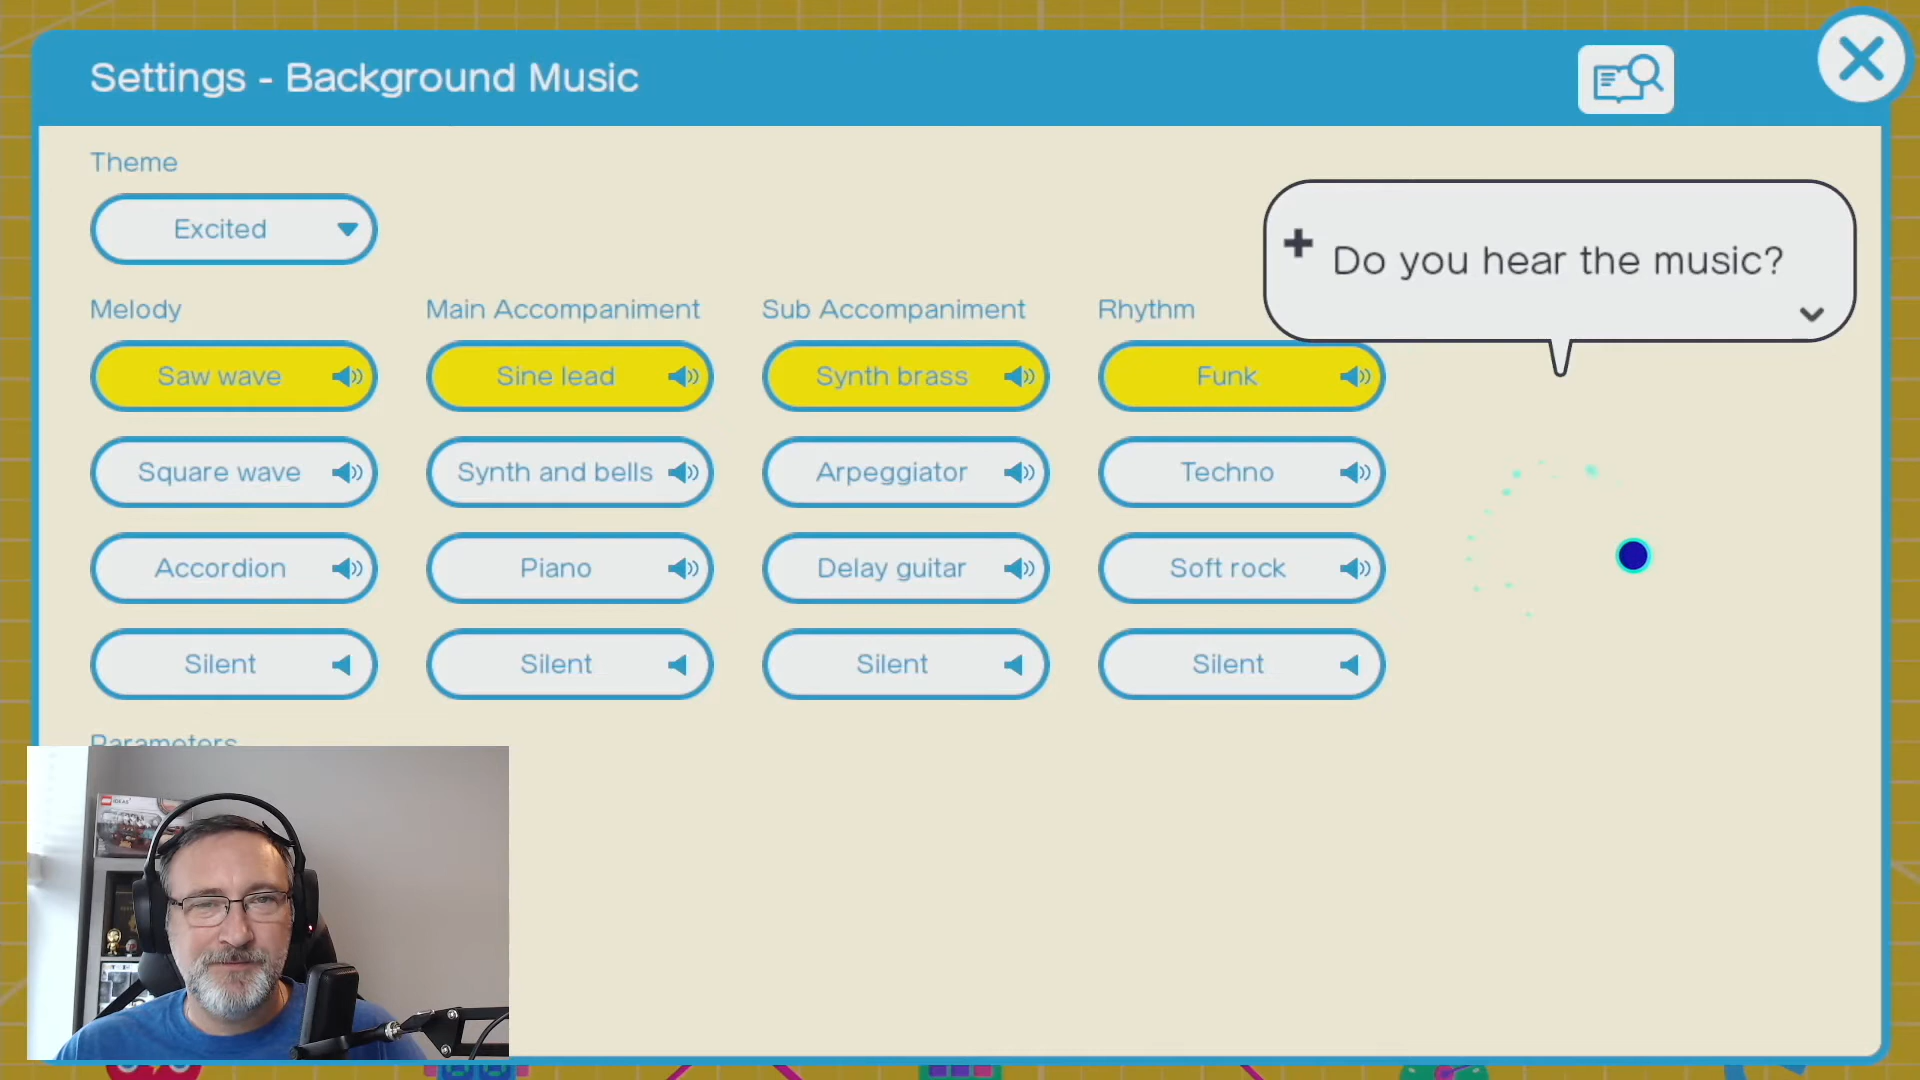 Settings - Background Music
Theme
Excited
Do you hear the music?
Melody
Main Accompaniment
Sub Accompaniment
Rhythm
Saw wave
Sine lead
Synth brass
Funk
Square wave
Synth and bells
Arpeggiator
Techno
Accordion
Piano
Delay guitar
Soft rock
Silent
Silent
Silent
Silent
Parameters
IDEAS